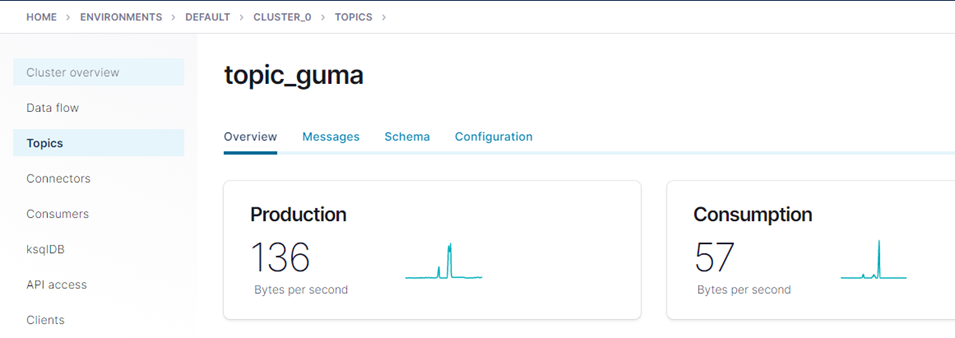 HOME > ENVIRONMENTS > DEFAULT > CLUSTER_0 > TOPICS >
Cluster overview
Data flow
Topics
Connectors
Consumers
ksqlDB
API access
Clients
topic_guma
Overview Messages Schema Configuration
Production
136
Bytes per second
Consumption
57
Bytes per second